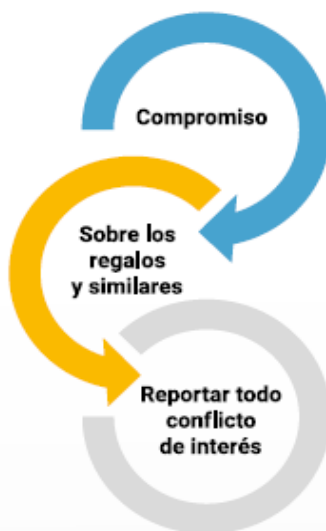 Compromiso
Sobre los
regalos
y similares
Reportar todo
conflicto
de interés